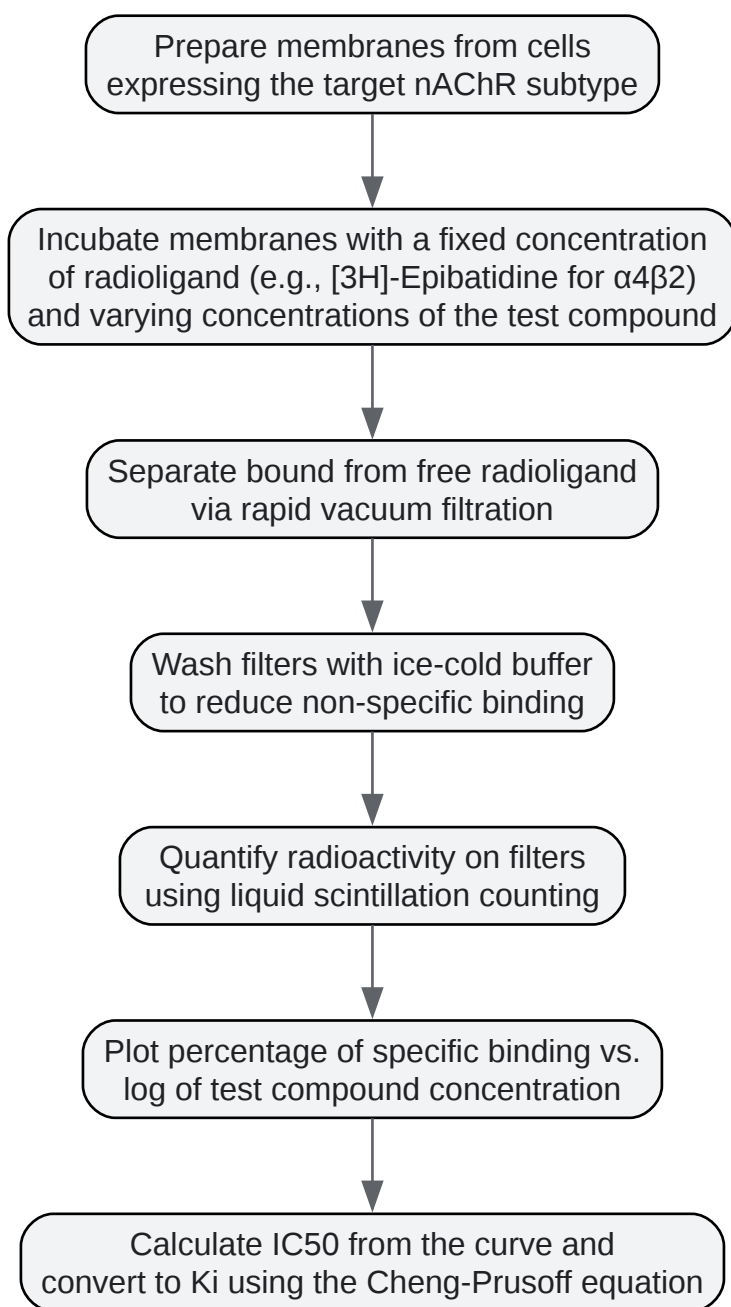 Prepare membranes from cells
expressing the target nAChR subtype
Incubate membranes with a fixed concentration
of radioligand (e.g., [3H]-Epibatidine for α4β2)
and varying concentrations of the test compound
Separate bound from free radioligand
via rapid vacuum filtration
Wash filters with ice-cold buffer
to reduce non-specific binding
Quantify radioactivity on filters
using liquid scintillation counting
Plot percentage of specific binding vs.
log of test compound concentration
Calculate IC50 from the curve and
convert to Ki using the Cheng-Prusoff equation